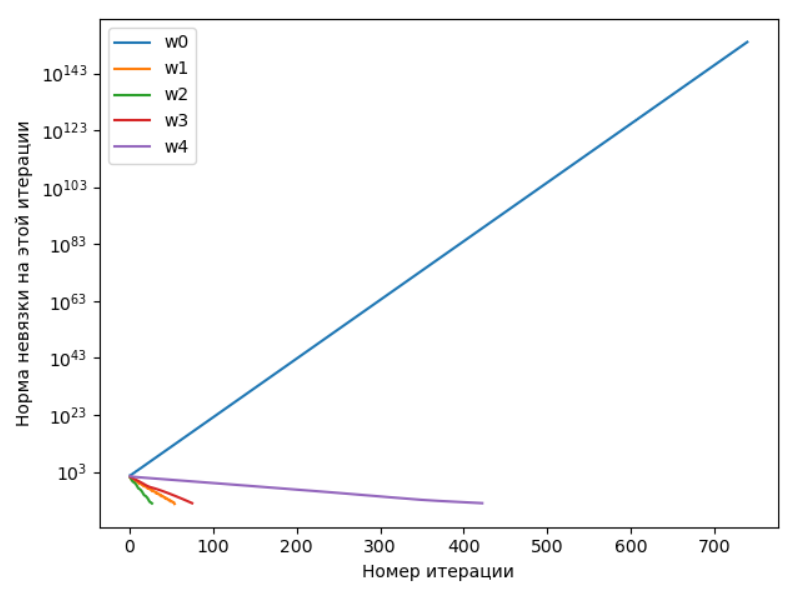 w0
w1
w2
w3
w4
10^143
10^123
10^103
10^83
10^63
10^43
10^23
10^3
Норма невязки на этой итерации
0 100 200 300 400 500 600 700
Номер итерации